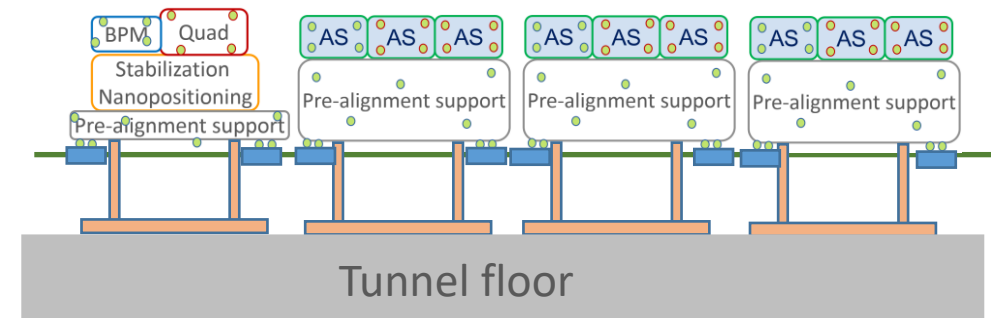 BPM Quad AS AS AS AS AS AS AS AS AS
Stabilization
Nanopositioning
Pre-alignment support Pre-alignment support Pre-alignment support Pre-alignment support
Tunnel floor